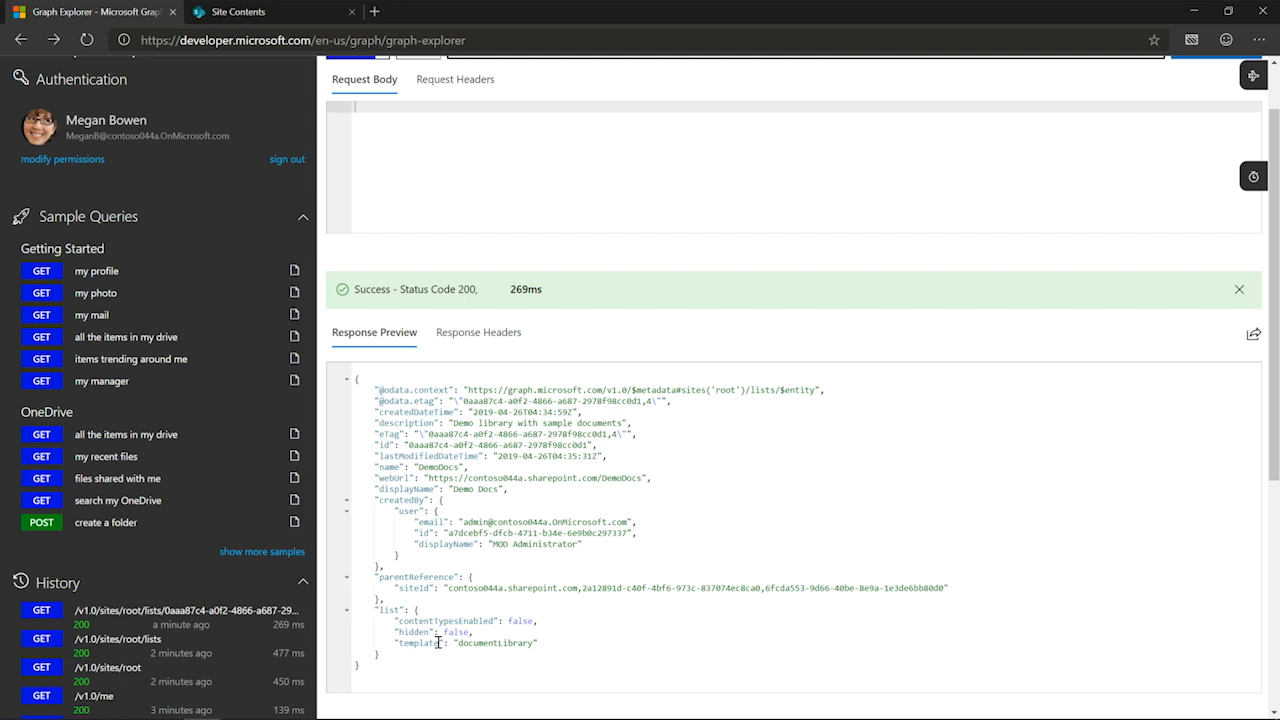 Graph Explorer - Microsoft Grap
Site Contents
https://developer.microsoft.com/en-us/graph/graph-explorer
Authentication
Megan Bowen
MeganB@contoso044a.OnMicrosoft.com
modify permissions
sign out
Sample Queries
Getting Started
GET my profile
GET my photo
GET my mail
GET all the items in my drive
GET items trending around me
GET my manager
OneDrive
GET all the items in my drive
GET my recent files
GET files shared with me
GET search my OneDrive
POST create a folder
show more samples
History
GET /v1.0/sites/root/lists/0aaa87c4-a0f2-4866-a687-29...
200 a minute ago 269 ms
GET /v1.0/sites/root/lists
200 2 minutes ago 477 ms
GET /v1.0/sites/root
200 2 minutes ago 450 ms
GET /v1.0/me
200 3 minutes ago 139 ms
Request Body
Request Headers
Success - Status Code 200, 269ms
Response Preview
Response Headers
{
"@odata.context": "https://graph.microsoft.com/v1.0/$metadata#sites('root')/lists/$entity",
"@odata.etag": "\"0aaa87c4-a0f2-4866-a687-2978f98cc0d1,4\"",
"createdDateTime": "2019-04-26T04:34:59Z",
"description": "Demo library with sample documents",
"eTag": "\"0aaa87c4-a0f2-4866-a687-2978f98cc0d1,4\"",
"id": "0aaa87c4-a0f2-4866-a687-2978f98cc0d1",
"lastModifiedDateTime": "2019-04-26T04:35:31Z",
"name": "DemoDocs",
"webUrl": "https://contoso044a.sharepoint.com/DemoDocs",
"displayName": "Demo Docs",
"createdBy": {
"user": {
"email": "admin@contoso044a.OnMicrosoft.com",
"id": "a7dcebf5-dfcb-4711-b34e-6e9b0c297337",
"displayName": "MOD Administrator"
}
},
"parentReference": {
"siteId": "contoso044a.sharepoint.com,2a12891d-c40f-4bf6-973c-837074ec8ca0,6fcda553-9d66-40be-8e9a-1e3de6bb80d0"
},
"list": {
"contentTypesEnabled": false,
"hidden": false,
"template": "documentLibrary"
}
}